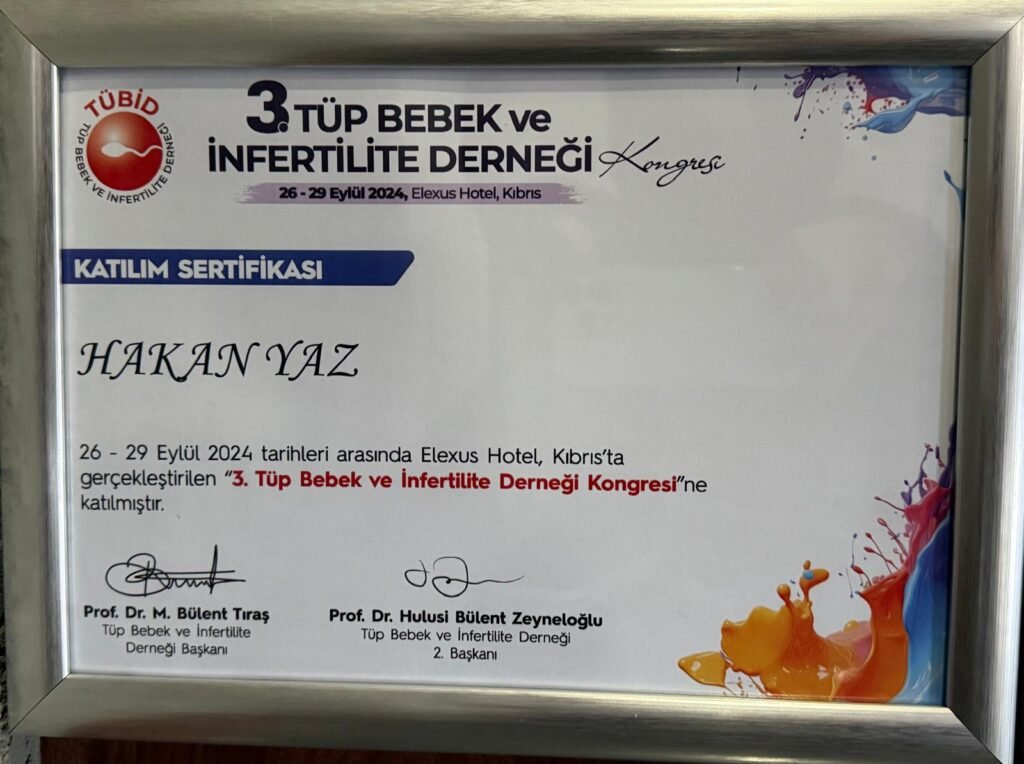 TÜBİD
TÜP BEBEK VE İNFERTİLİTE DERNEĞİ
3. TÜP BEBEK ve
İNFERTİLİTE DERNEĞİ Kongresi
26 - 29 Eylül 2024, Elexus Hotel, Kıbrıs
KATILIM SERTİFİKASI
HAKAN YAZ
26 - 29 Eylül 2024 tarihleri arasında Elexus Hotel, Kıbrıs’ta
gerçekleştirilen “3. Tüp Bebek ve İnfertilite Derneği Kongresi”ne
katılmıştır.
Prof. Dr. M. Bülent Tıraş
Tüp Bebek ve İnfertilite
Derneği Başkanı
Prof. Dr. Hulusi Bülent Zeyneloğlu
Tüp Bebek ve İnfertilite Derneği
2. Başkanı